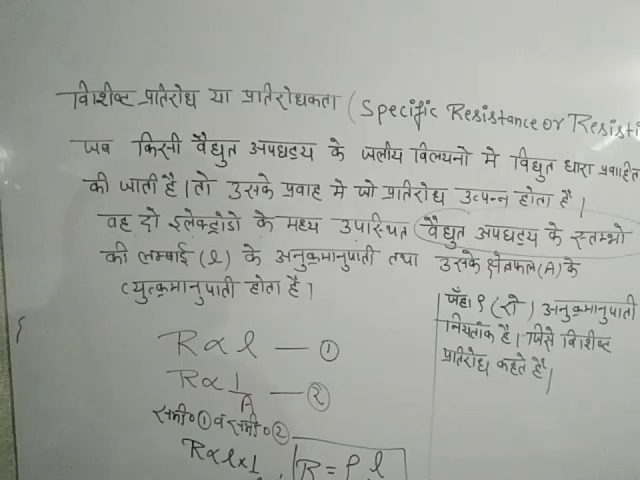 विशिष्ट प्रतिरोध या प्रतिरोधकता (Specific Resistance or Resisti
जब किसी वैद्युत अपघट्य के जलीय विलयनो मे विद्युत धारा प्रवाहित
की जाती है। तो उसके प्रवाह मे जो प्रतिरोध उत्पन्न होता है।
वह दो इलेक्ट्रोडो के मध्य उपस्थित वैद्युत अपघट्य के स्तम्भो
की लम्बाई (l) के अनुक्रमानुपाती तथा उसके क्षेत्रफल (A) के
व्युत्क्रमानुपाती होता है।
R ∝ l — ①
R ∝ 1/A — ②
समी० ① व समी० ②
R ∝ l × 1
R = ρ l
जँहा ρ (रो) अनुक्रमानुपाती
नियतांक है। जिसे विशिष्ट
प्रतिरोध कहते है।